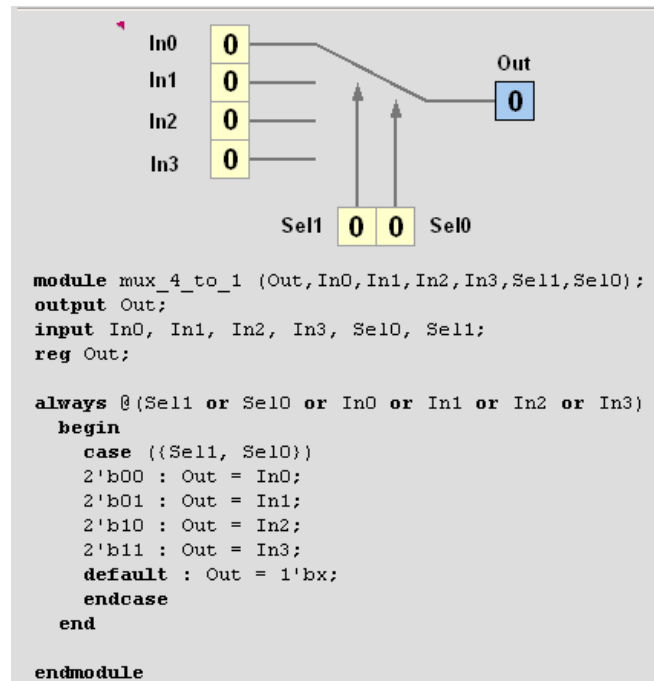 In0 0
Out
In1 0
0
In2 0
In3 0
Sel1 0 0 Sel0
module mux_4_to_1 (Out,In0,In1,In2,In3,Sel1,Sel0);
output Out;
input In0, In1, In2, In3, Sel0, Sel1;
reg Out;
always @(Sel1 or Sel0 or In0 or In1 or In2 or In3)
begin
case ({Sel1, Sel0})
2'b00 : Out = In0;
2'b01 : Out = In1;
2'b10 : Out = In2;
2'b11 : Out = In3;
default : Out = 1'bx;
endcase
end
endmodule